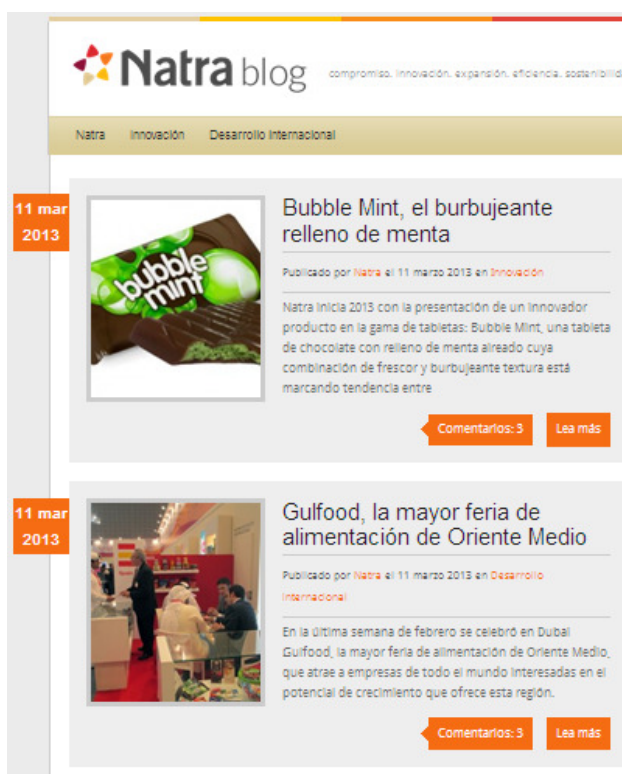 Natra blog
compromiso. innovación. expansión. eficiencia. sostenibilid
Natra Innovación Desarrollo Internacional
11 mar
2013
bubble
mint
Bubble Mint, el burbujeante
relleno de menta
Publicado por Natra el 11 marzo 2013 en Innovación
Natra inicia 2013 con la presentación de un innovador
producto en la gama de tabletas: Bubble Mint, una tableta
de chocolate con relleno de menta aireado cuya
combinación de frescor y burbujeante textura está
marcando tendencia entre
Comentarios: 3 Lea más
11 mar
2013
Gulfood, la mayor feria de
alimentación de Oriente Medio
Publicado por Natra el 11 marzo 2013 en Desarrollo
Internacional
En la última semana de febrero se celebró en Dubai
Gulfood, la mayor feria de alimentación de Oriente Medio,
que atrae a empresas de todo el mundo interesadas en el
potencial de crecimiento que ofrece esta región.
Comentarios: 3 Lea más